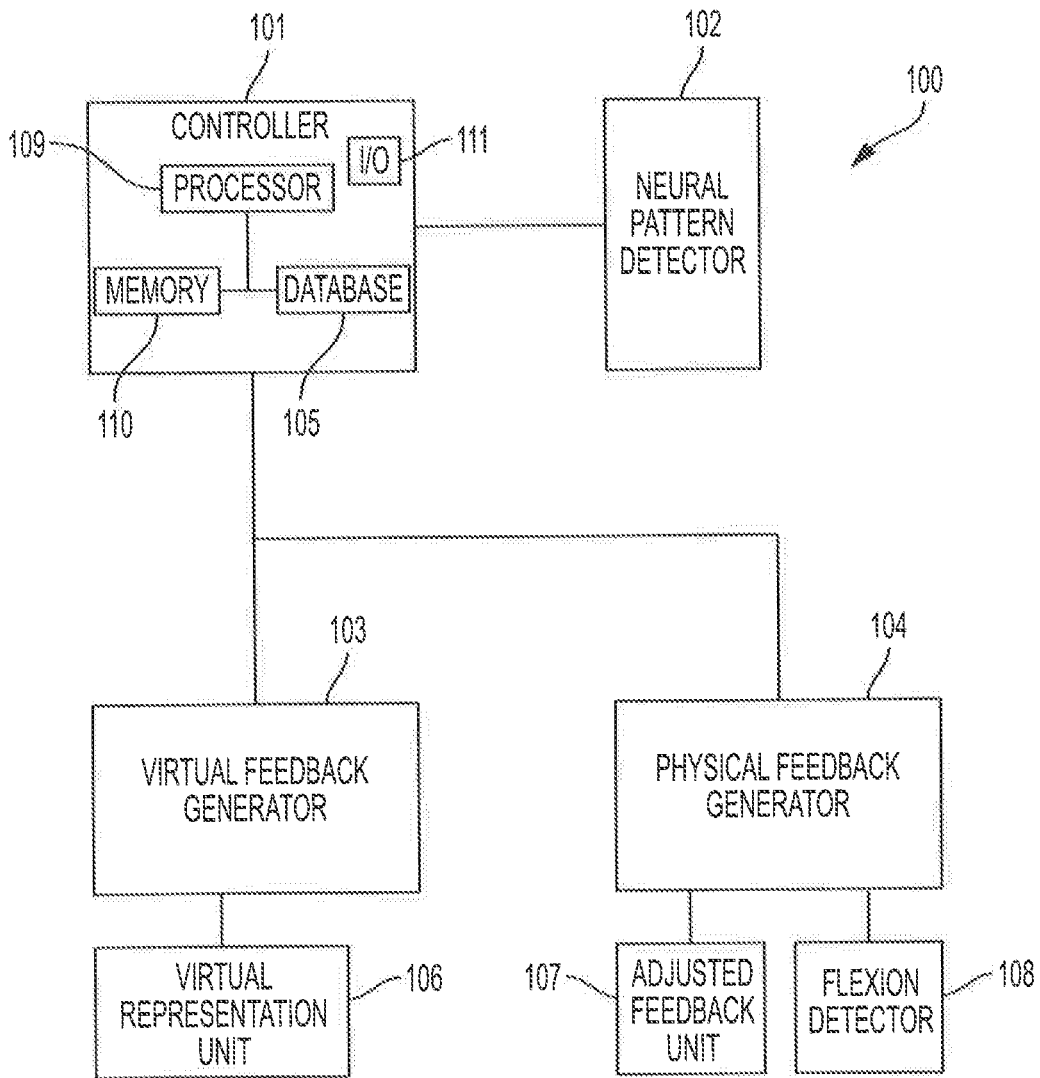 101
102
100
CONTROLLER
109
I/O
111
PROCESSOR
NEURAL
PATTERN
DETECTOR
MEMORY
DATABASE
110
105
103
104
VIRTUAL FEEDBACK
GENERATOR
PHYSICAL FEEDBACK
GENERATOR
VIRTUAL
REPRESENTATION
UNIT
106
107
ADJUSTED
FEEDBACK
UNIT
FLEXION
DETECTOR
108